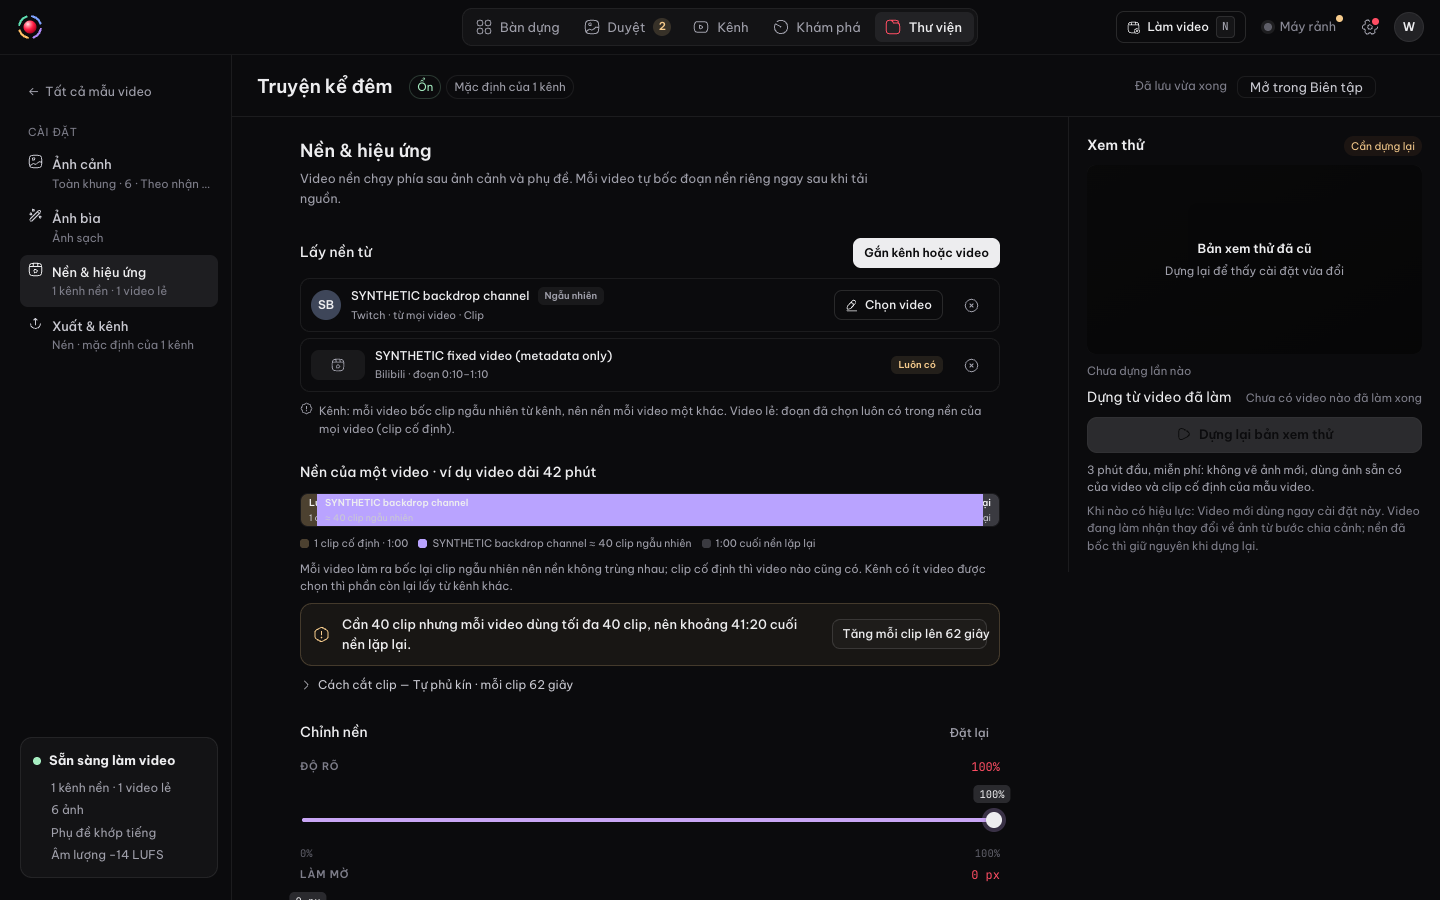 Bàn dựng
Duyệt 2
Kênh
Khám phá
Thư viện
Làm video N
Máy rảnh
W
← Tất cả mẫu video
CÀI ĐẶT
Ảnh cảnh
Toàn khung · 6 · Theo nhận ...
Ảnh bìa
Ảnh sạch
Nền & hiệu ứng
1 kênh nền · 1 video lẻ
Xuất & kênh
Nén · mặc định của 1 kênh
Sẵn sàng làm video
1 kênh nền · 1 video lẻ
6 ảnh
Phụ đề khớp tiếng
Âm lượng -14 LUFS
Truyện kể đêm
Ổn
Mặc định của 1 kênh
Đã lưu vừa xong
Mở trong Biên tập
Nền & hiệu ứng
Video nền chạy phía sau ảnh cảnh và phụ đề. Mỗi video tự bốc đoạn nền riêng ngay sau khi tải
nguồn.
Lấy nền từ
Gắn kênh hoặc video
SB
SYNTHETIC backdrop channel
Ngẫu nhiên
Twitch · từ mọi video · Clip
Chọn video
SYNTHETIC fixed video (metadata only)
Bilibili · đoạn 0:10–1:10
Luôn có
Kênh: mỗi video bốc clip ngẫu nhiên từ kênh, nên nền mỗi video một khác. Video lẻ: đoạn đã chọn luôn có trong nền của
mọi video (clip cố định).
Nền của một video · ví dụ video dài 42 phút
SYNTHETIC backdrop channel
≈ 40 clip ngẫu nhiên
1 clip cố định · 1:00
SYNTHETIC backdrop channel ≈ 40 clip ngẫu nhiên
1:00 cuối nền lặp lại
Mỗi video làm ra bốc lại clip ngẫu nhiên nên nền không trùng nhau; clip cố định thì video nào cũng có. Kênh có ít video được
chọn thì phần còn lại lấy từ kênh khác.
Cần 40 clip nhưng mỗi video dùng tối đa 40 clip, nên khoảng 41:20 cuối
nền lặp lại.
Tăng mỗi clip lên 62 giây
Cách cắt clip — Tự phủ kín · mỗi clip 62 giây
Chỉnh nền
Đặt lại
ĐỘ RÕ
100%
100%
0%
100%
LÀM MỜ
0 px
Xem thử
Cần dựng lại
Bản xem thử đã cũ
Dựng lại để thấy cài đặt vừa đổi
Chưa dựng lần nào
Dựng từ video đã làm
Chưa có video nào đã làm xong
Dựng lại bản xem thử
3 phút đầu, miễn phí: không vẽ ảnh mới, dùng ảnh sẵn có
của video và clip cố định của mẫu video.
Khi nào có hiệu lực: Video mới dùng ngay cài đặt này. Video
đang làm nhận thay đổi về ảnh từ bước chia cảnh; nền đã
bốc thì giữ nguyên khi dựng lại.